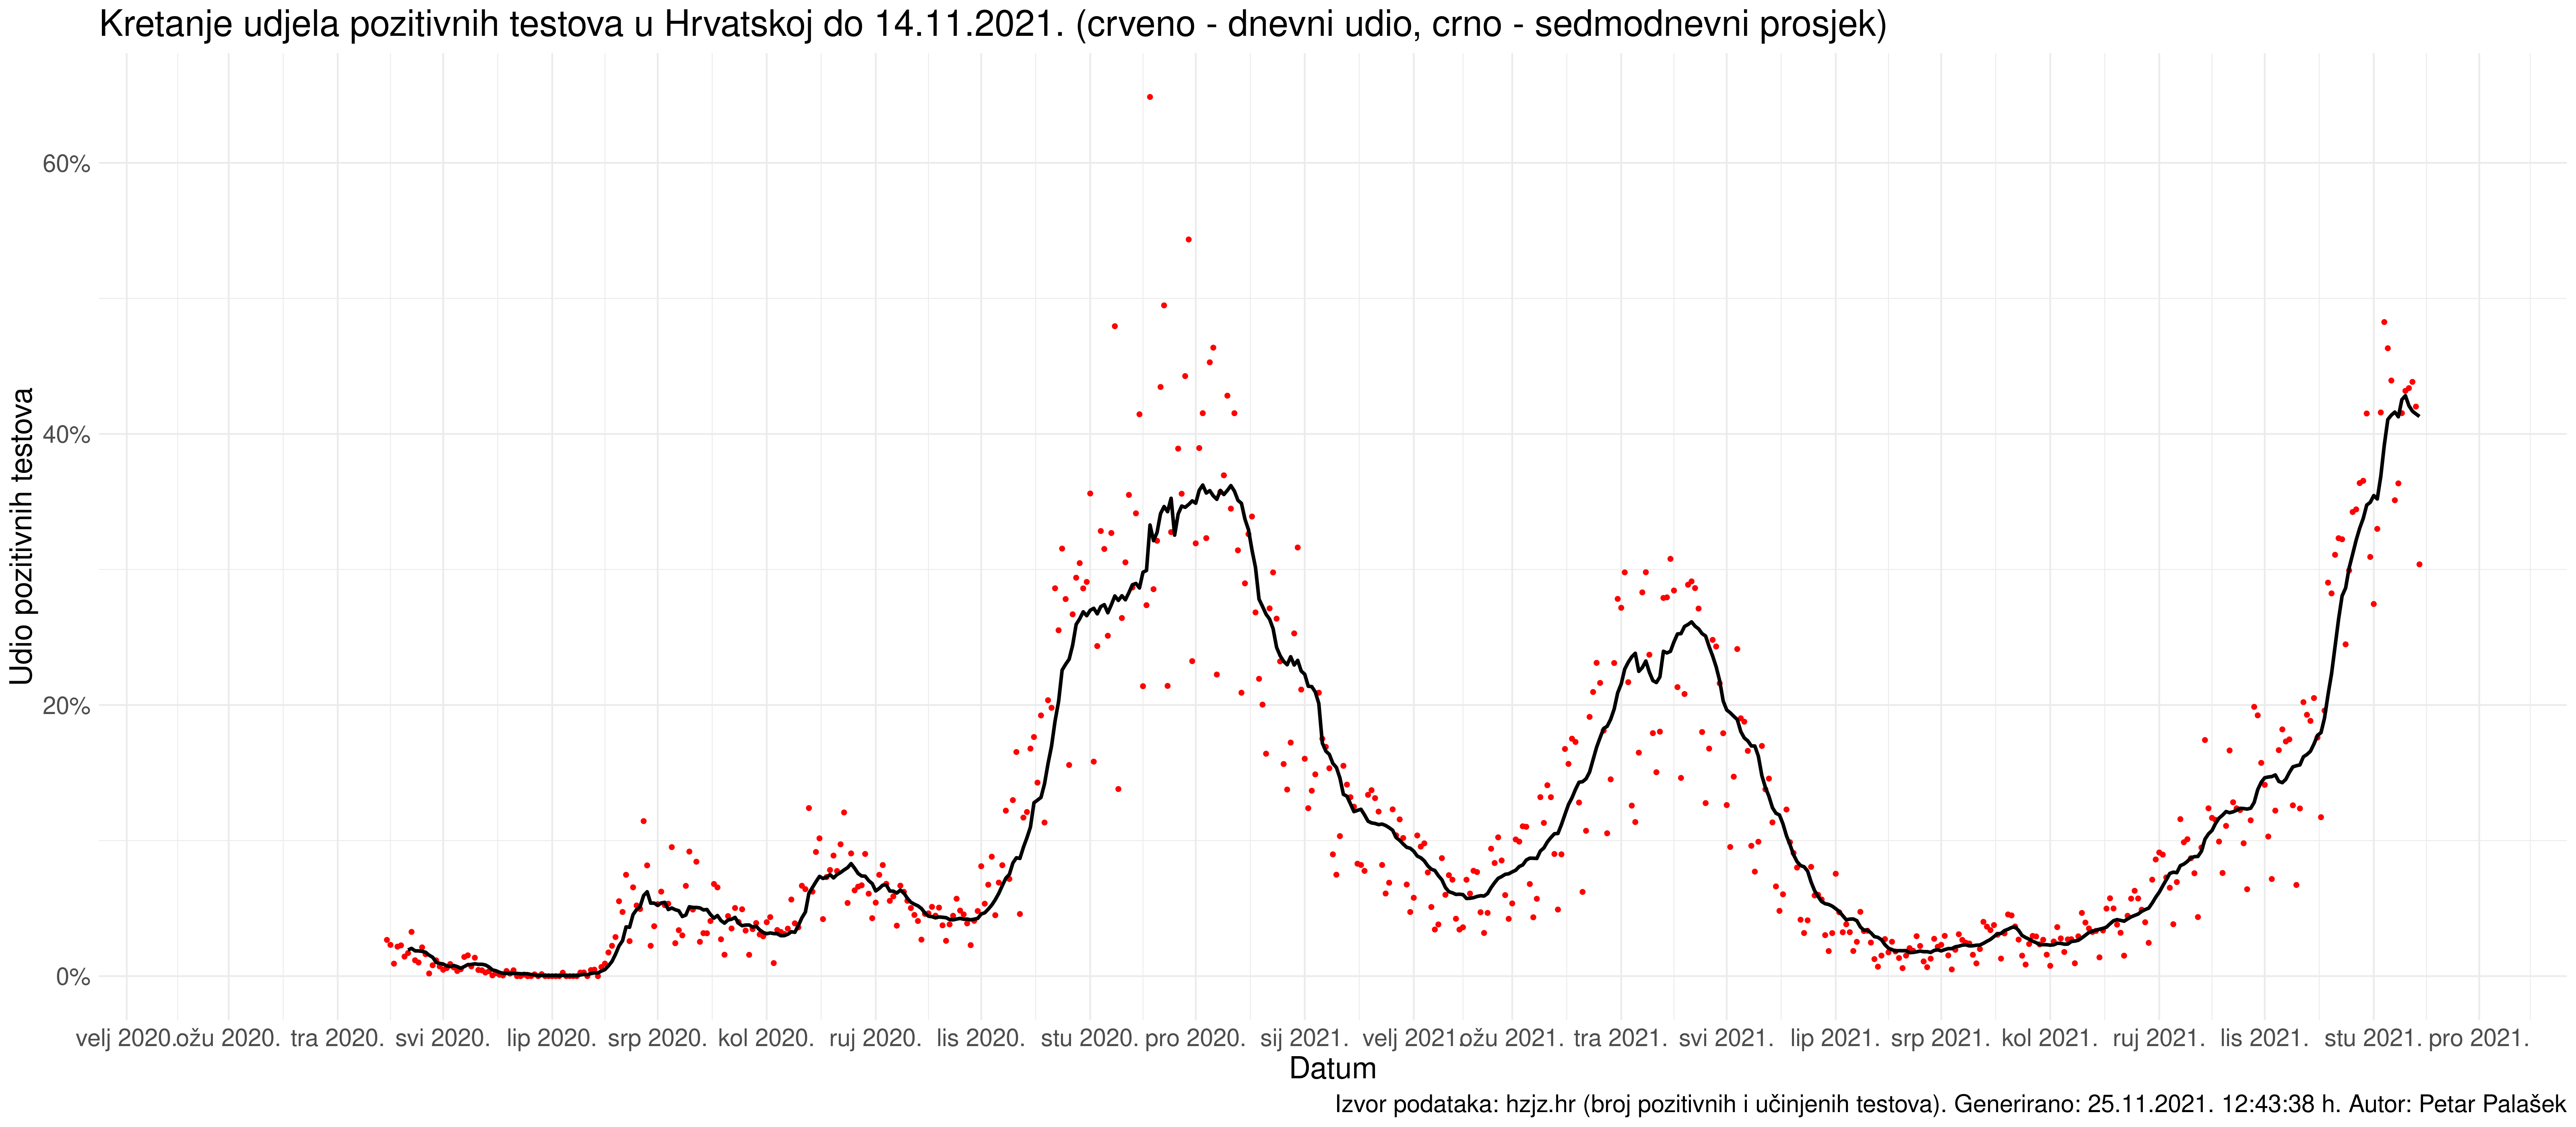 Kretanje udjela pozitivnih testova u Hrvatskoj do 14.11.2021. (crveno - dnevni udio, crno - sedmodnevni prosjek)
Udio pozitivnih testova
60%
40%
20%
0%
velj 2020. ožu 2020. tra 2020. svi 2020. lip 2020. srp 2020. kol 2020. ruj 2020. lis 2020. stu 2020. pro 2020. sij 2021. velj 2021. ožu 2021. tra 2021. svi 2021. lip 2021. srp 2021. kol 2021. ruj 2021. lis 2021. stu 2021. pro 2021.
Datum
Izvor podataka: hzjz.hr (broj pozitivnih i učinjenih testova). Generirano: 25.11.2021. 12:43:38 h. Autor: Petar Palašek